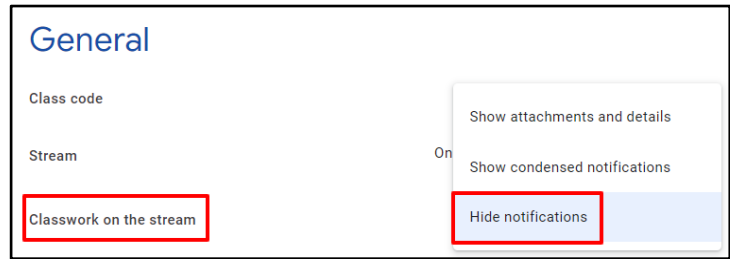 General
Class code
Show attachments and details
Stream
On
Show condensed notifications
Classwork on the stream
Hide notifications